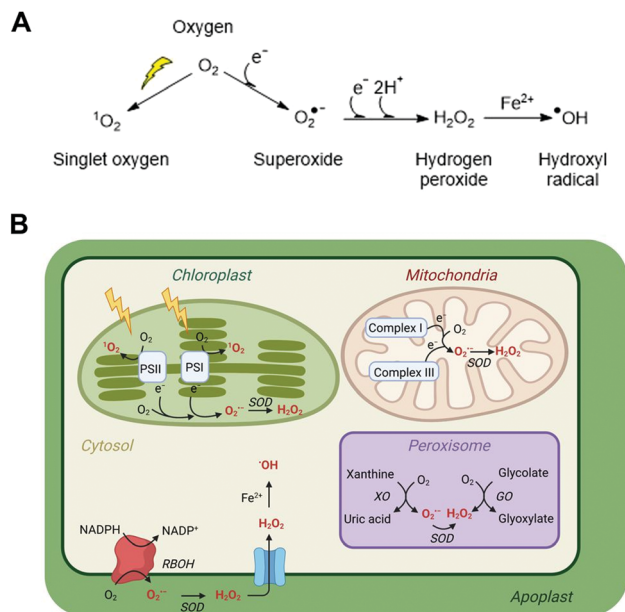 A
Oxygen
O₂ e⁻
¹O₂ O₂•⁻ e⁻ 2H⁺ H₂O₂ Fe²⁺ •OH
Singlet oxygen Superoxide Hydrogen peroxide Hydroxyl radical
B
Chloroplast
O₂ O₂
¹O₂ ¹O₂
PSII PSI
e⁻ e⁻
O₂ O₂•⁻ SOD H₂O₂
Mitochondria
Complex I e⁻ O₂
e⁻ O₂•⁻ SOD H₂O₂
Complex III
Cytosol
•OH
Fe²⁺
H₂O₂
NADPH NADP⁺
RBOH
O₂ O₂•⁻ SOD H₂O₂
Peroxisome
Xanthine O₂ O₂ Glycolate
XO GO
Uric acid O₂•⁻ SOD H₂O₂ Glyoxylate
Apoplast